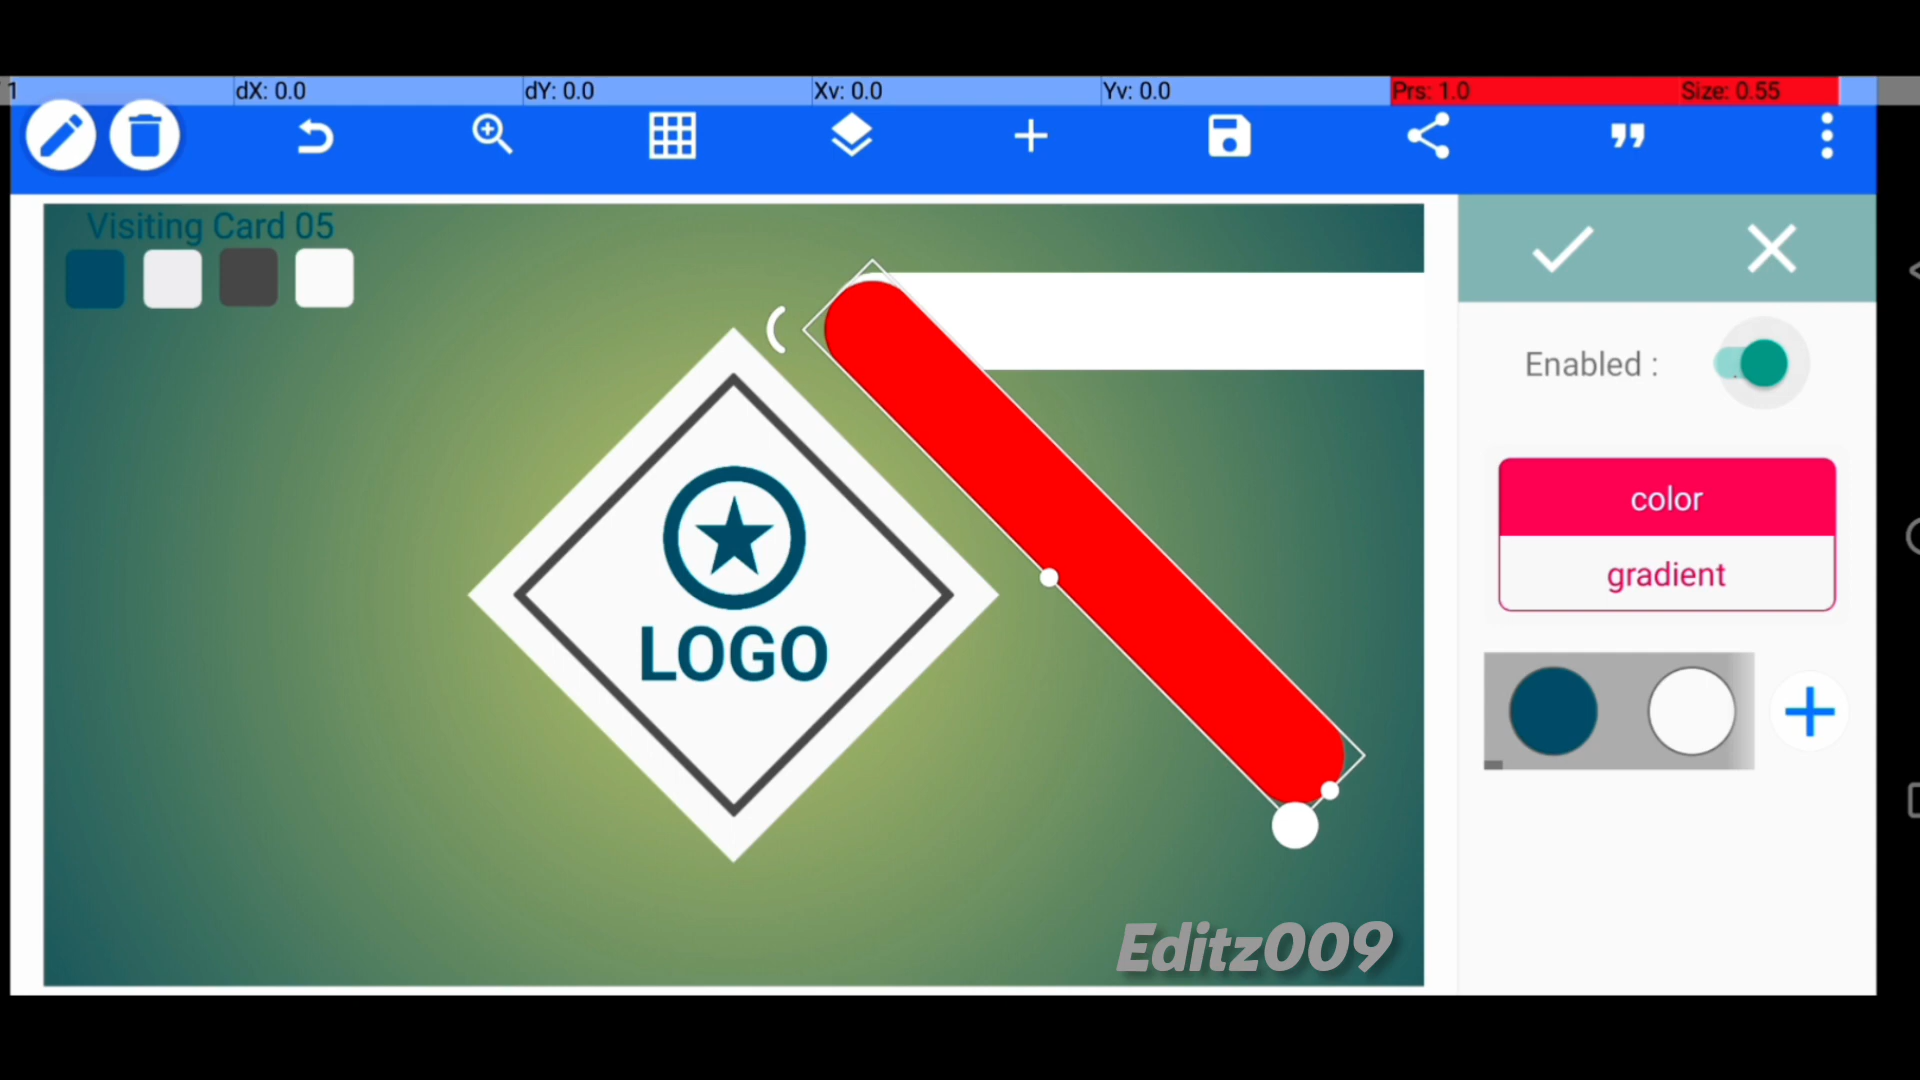 1 dX: 0.0 dY: 0.0 Xv: 0.0 Yv: 0.0 Prs: 1.0 Size: 0.55
Visiting Card 05
Enabled :
color
gradient
LOGO
Editz009